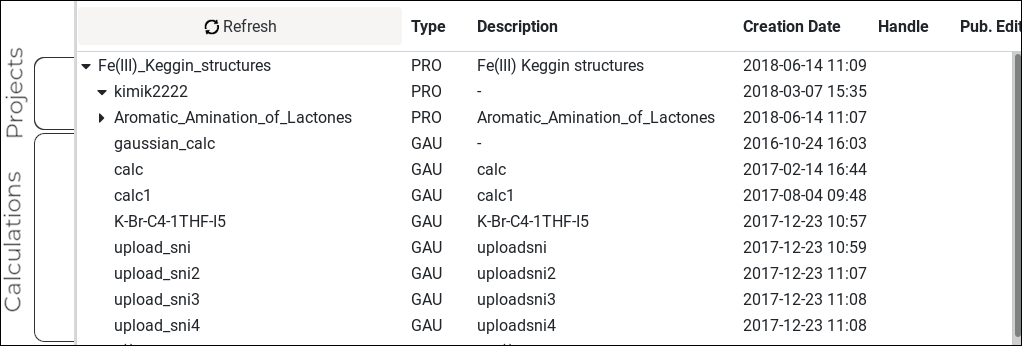 Projects
Calculations
Refresh Type Description Creation Date Handle Pub. Edit
Fe(III)_Keggin_structures PRO Fe(III) Keggin structures 2018-06-14 11:09
kimik2222 PRO - 2018-03-07 15:35
Aromatic_Amination_of_Lactones PRO Aromatic_Amination_of_Lactones 2018-06-14 11:07
gaussian_calc GAU - 2016-10-24 16:03
calc GAU calc 2017-02-14 16:44
calc1 GAU calc1 2017-08-04 09:48
K-Br-C4-1THF-I5 GAU K-Br-C4-1THF-I5 2017-12-23 10:57
upload_sni GAU uploadsni 2017-12-23 10:59
upload_sni2 GAU uploadsni2 2017-12-23 11:07
upload_sni3 GAU uploadsni3 2017-12-23 11:08
upload_sni4 GAU uploadsni4 2017-12-23 11:08